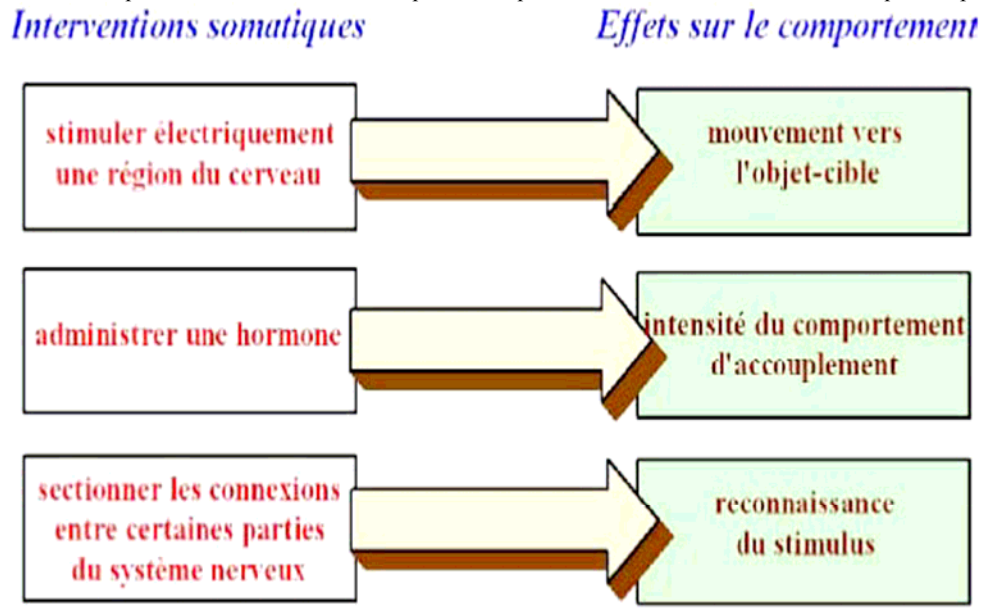 Interventions somatiques
Effets sur le comportement
stimuler électriquement
une région du cerveau
mouvement vers
l'objet-cible
administrer une hormone
intensité du comportement
d'accouplement
sectionner les connexions
entre certaines parties
du système nerveux
reconnaissance
du stimulus